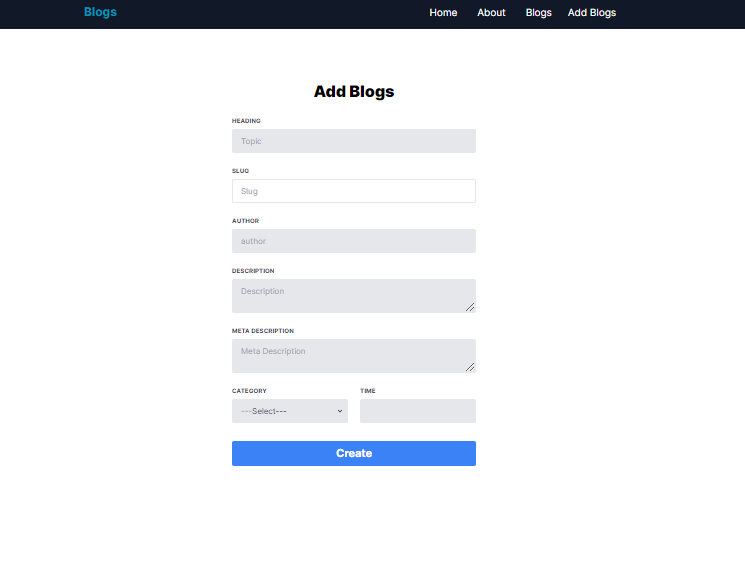 Blogs Home About Blogs Add Blogs
Add Blogs
HEADING
Topic
SLUG
Slug
AUTHOR
author
DESCRIPTION
Description
META DESCRIPTION
Meta Description
CATEGORY TIME
---Select---
Create